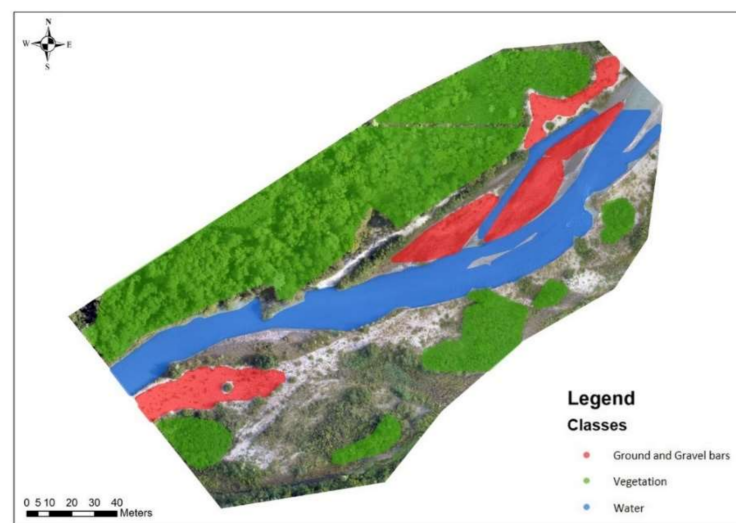 N
W E
S
Legend
Classes
Ground and Gravel bars
Vegetation
Water
0 5 10 20 30 40
Meters